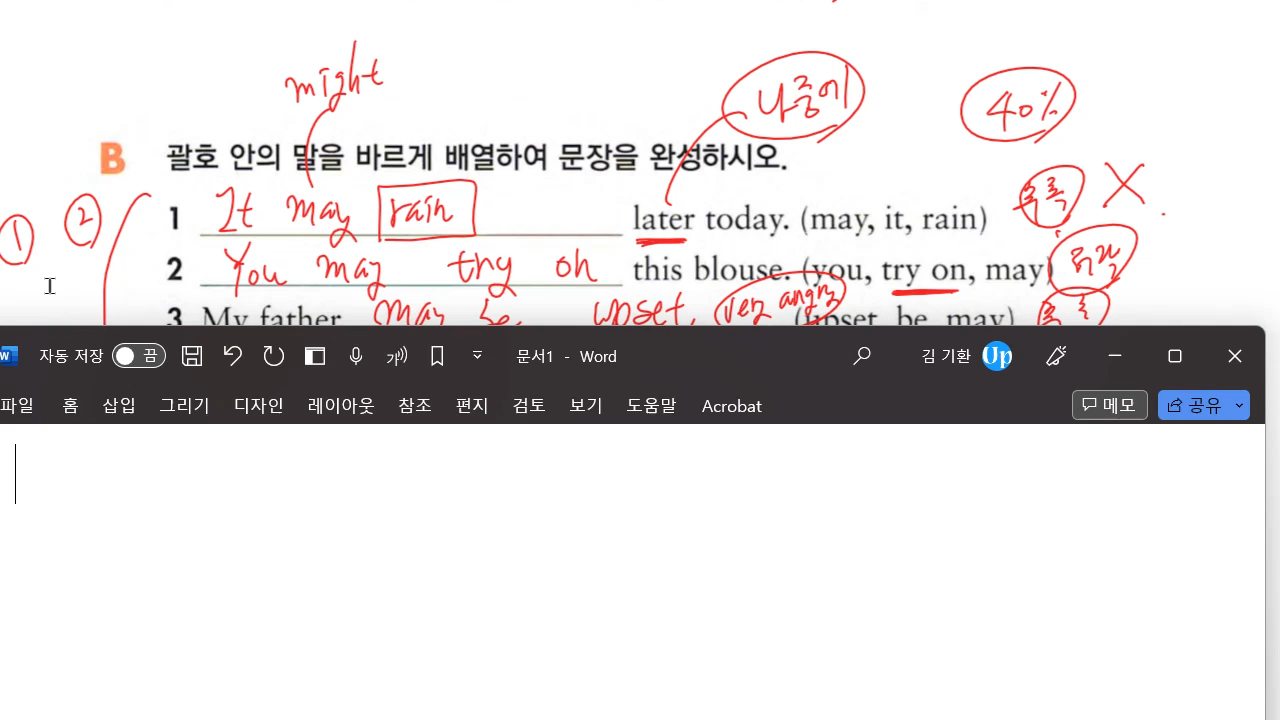 might 나중에 40%
B 괄호 안의 말을 바르게 배열하여 문장을 완성하시오.
① ② 1 It may rain later today. (may, it, rain) 추측 X
2 You may try on this blouse. (you, try on, may) 허락
3 My father may be upset. (very angry) (upset, be, may) 추측
자동 저장 끔 가 문서1 - Word 김 기환 Up
파일 홈 삽입 그리기 디자인 레이아웃 참조 편지 검토 보기 도움말 Acrobat 메모 공유